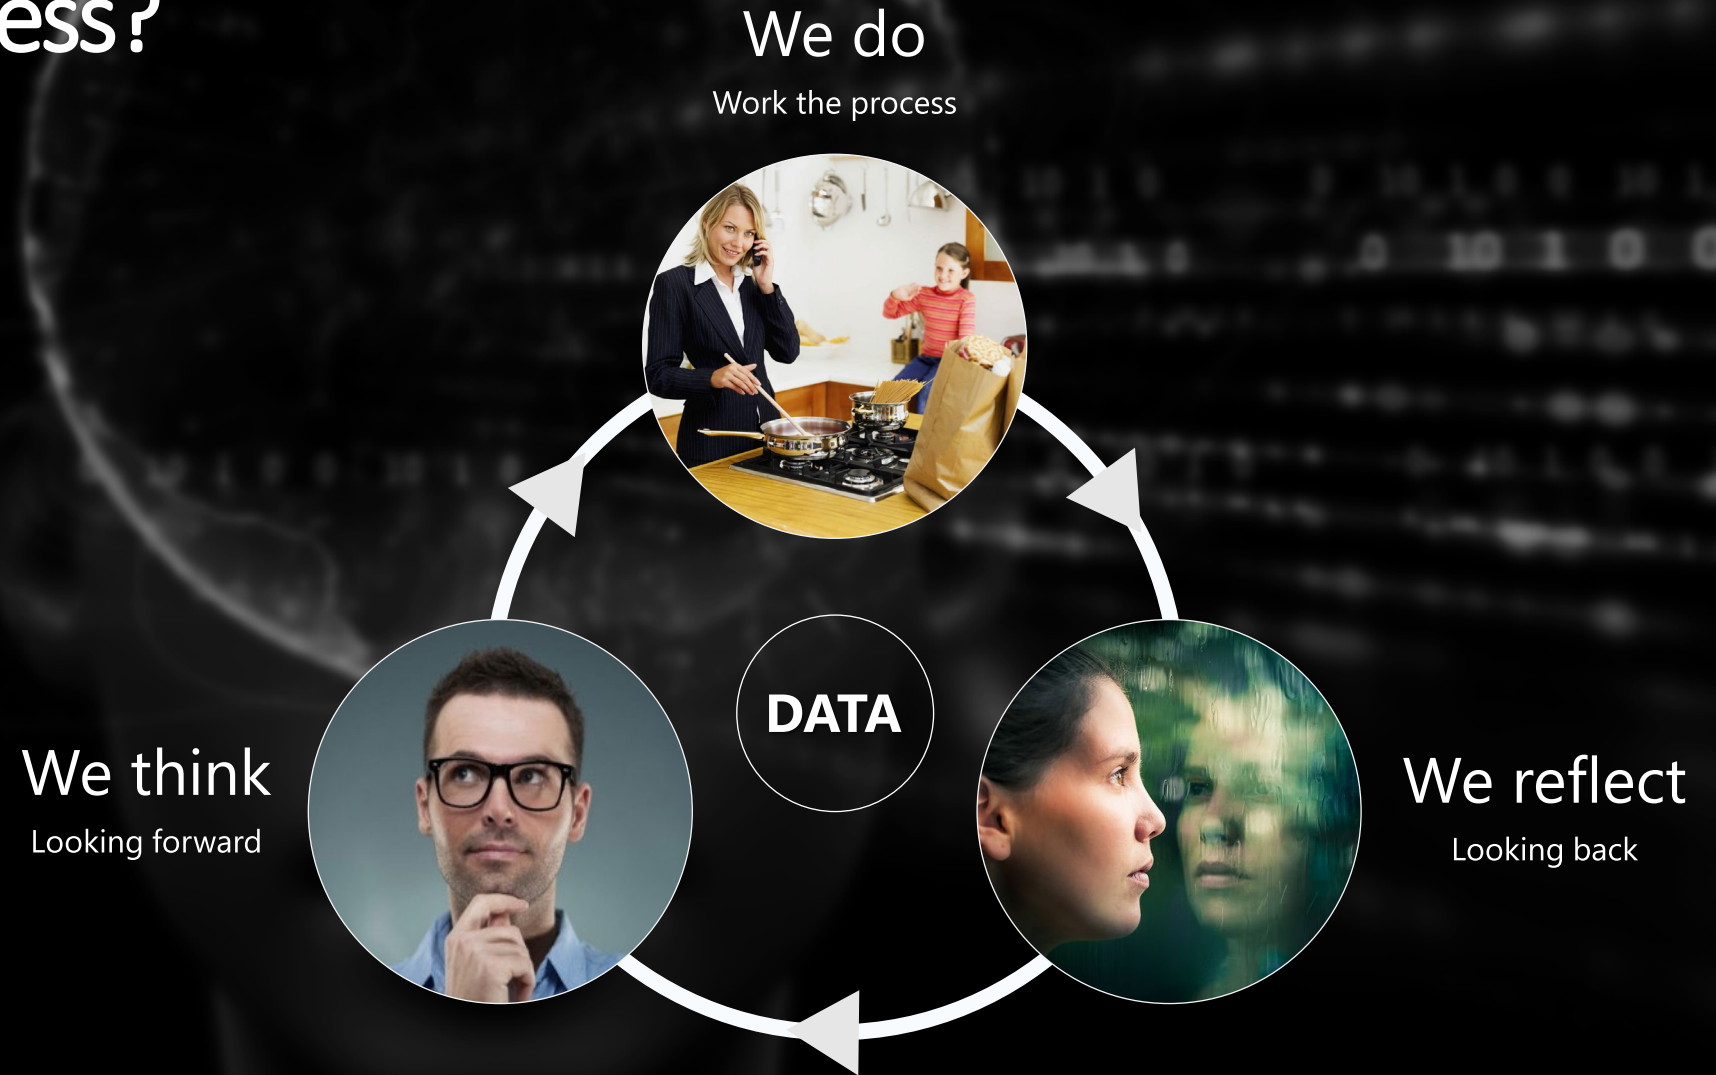 ess?
We do
Work the process
DATA
We think
Looking forward
We reflect
Looking back